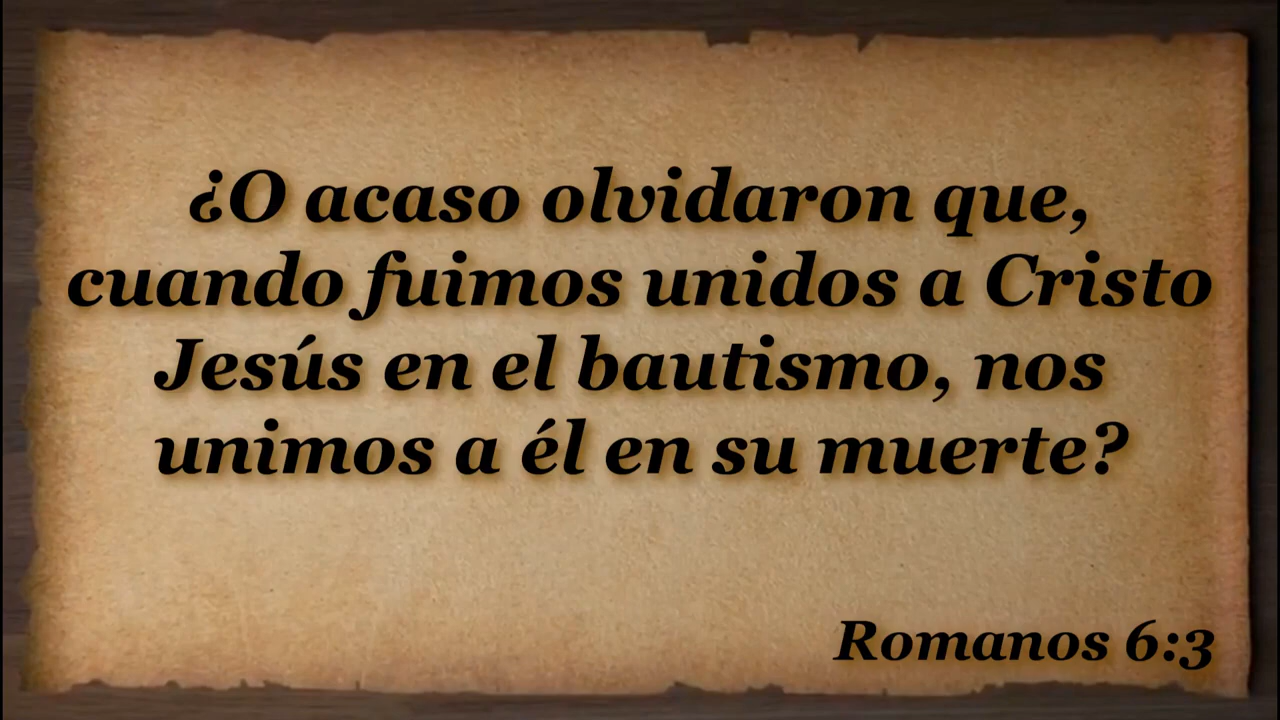 ¿O acaso olvidaron que,
cuando fuimos unidos a Cristo
Jesús en el bautismo, nos
unimos a él en su muerte?
Romanos 6:3